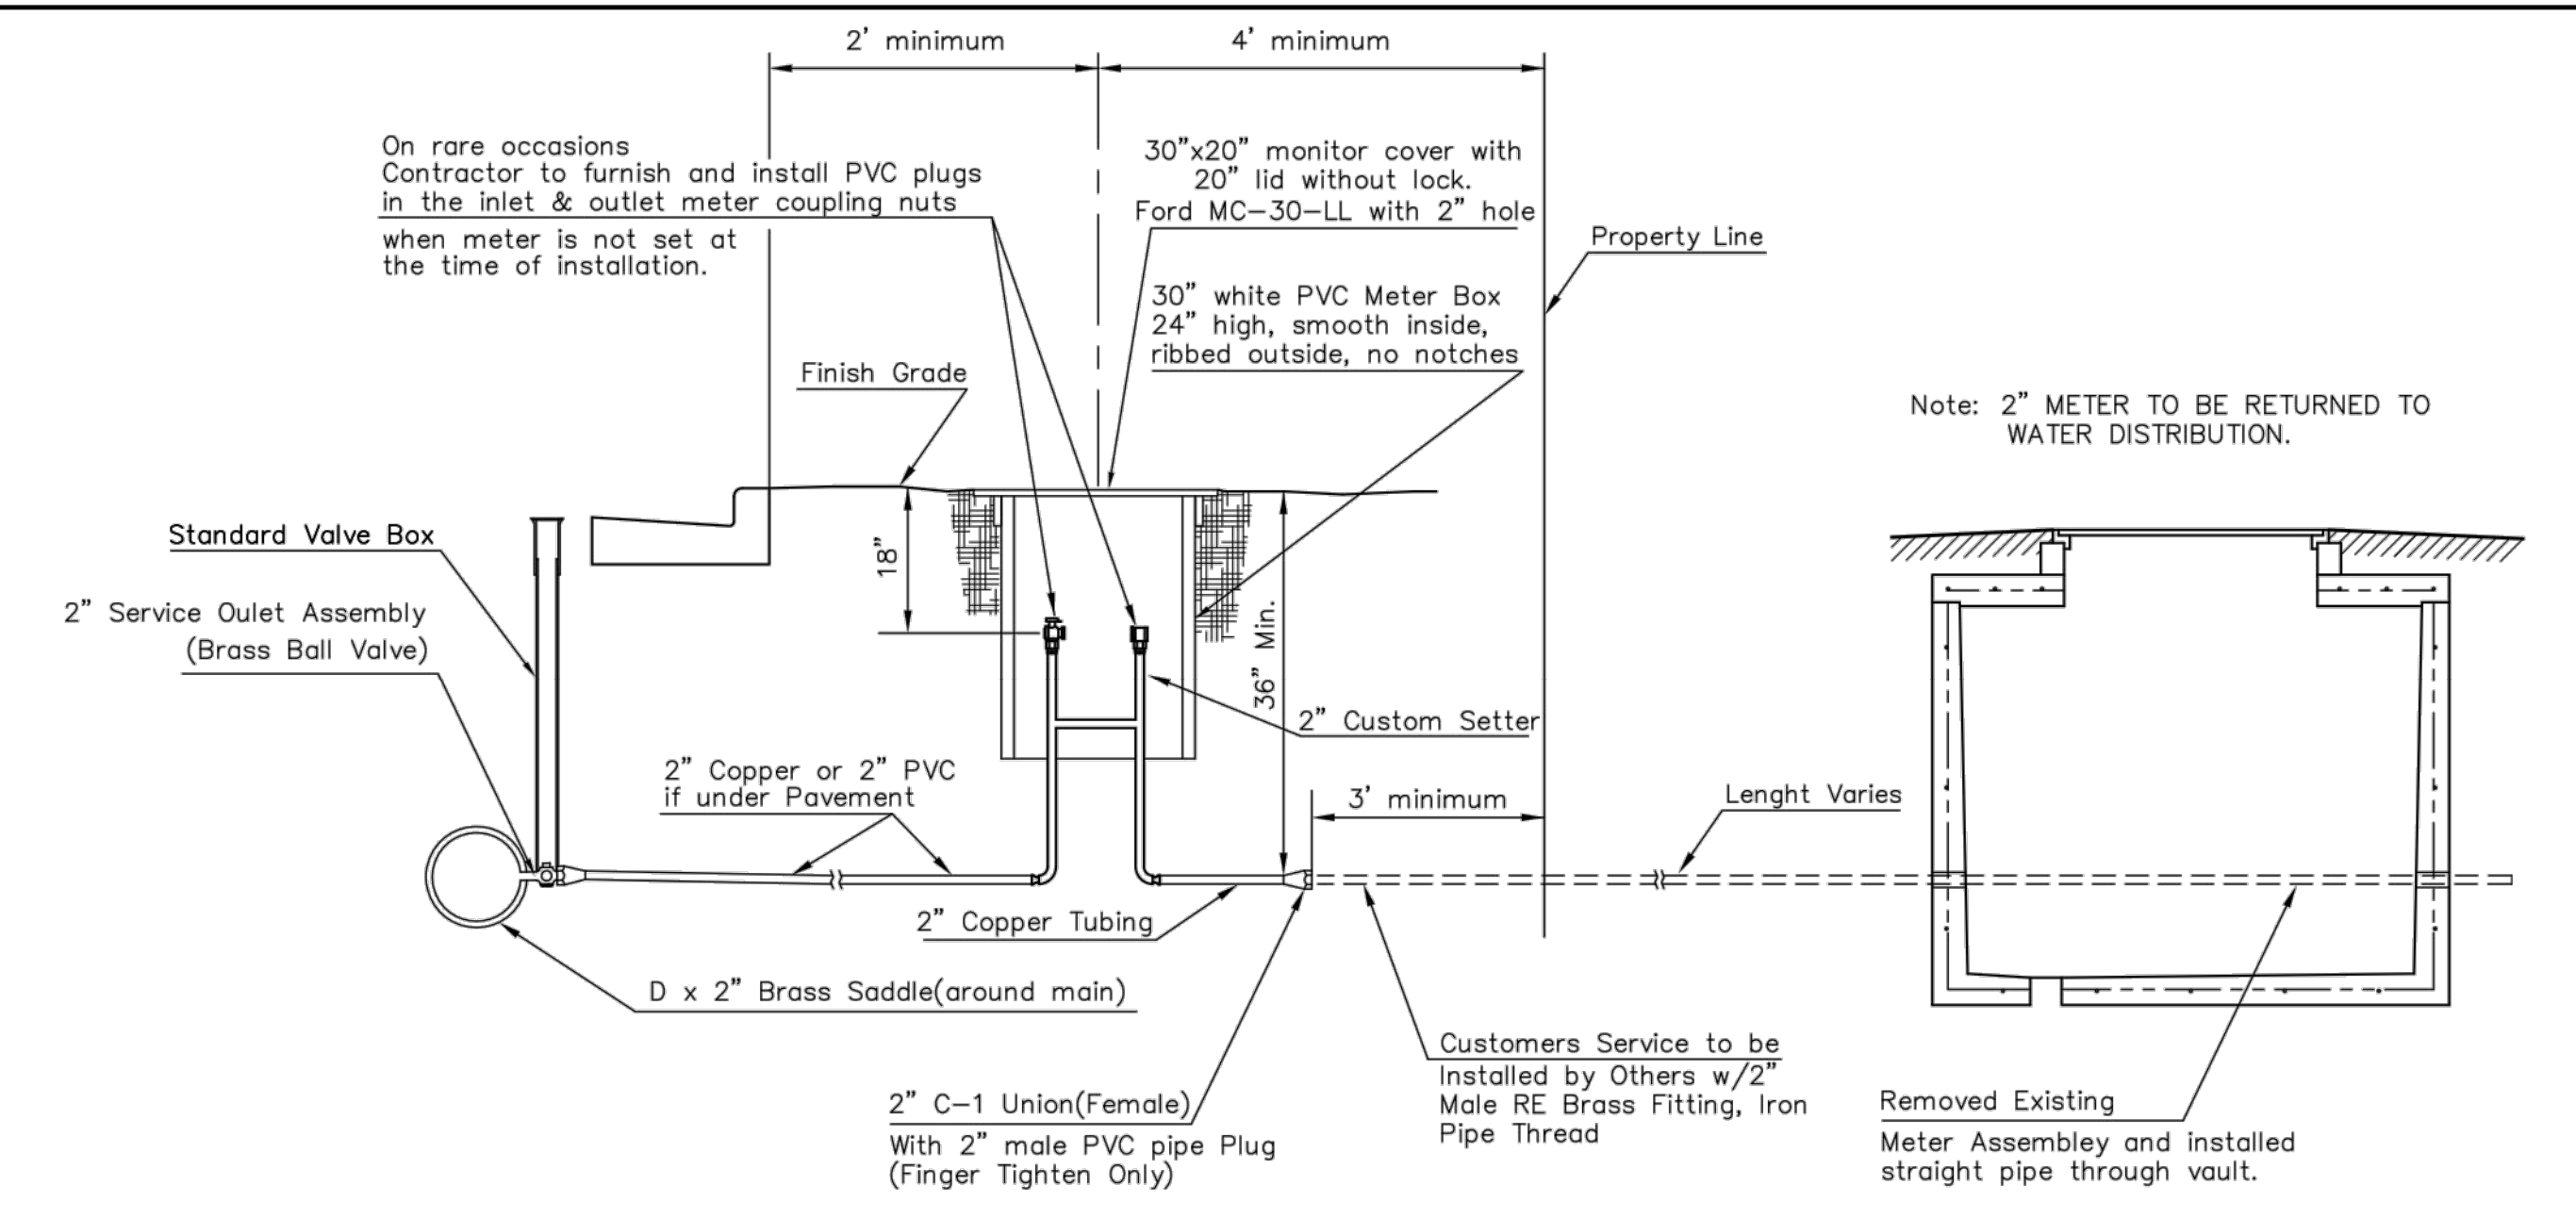 2’ minimum
4’ minimum
On rare occasions
Contractor to furnish and install PVC plugs
in the inlet & outlet meter coupling nuts
when meter is not set at
the time of installation.
30”x20” monitor cover with
20” lid without lock.
Ford MC-30-LL with 2” hole
Property Line
30” white PVC Meter Box
24” high, smooth inside,
ribbed outside, no notches
Finish Grade
Note: 2” METER TO BE RETURNED TO
WATER DISTRIBUTION.
Standard Valve Box
18”
2” Service Oulet Assembly
(Brass Ball Valve)
36” Min.
2” Custom Setter
2” Copper or 2” PVC
if under Pavement
3’ minimum
Lenght Varies
2” Copper Tubing
D x 2” Brass Saddle(around main)
2” C-1 Union(Female)
With 2” male PVC pipe Plug
(Finger Tighten Only)
Customers Service to be
Installed by Others w/2”
Male RE Brass Fitting, Iron
Pipe Thread
Removed Existing
Meter Assembley and installed
straight pipe through vault.